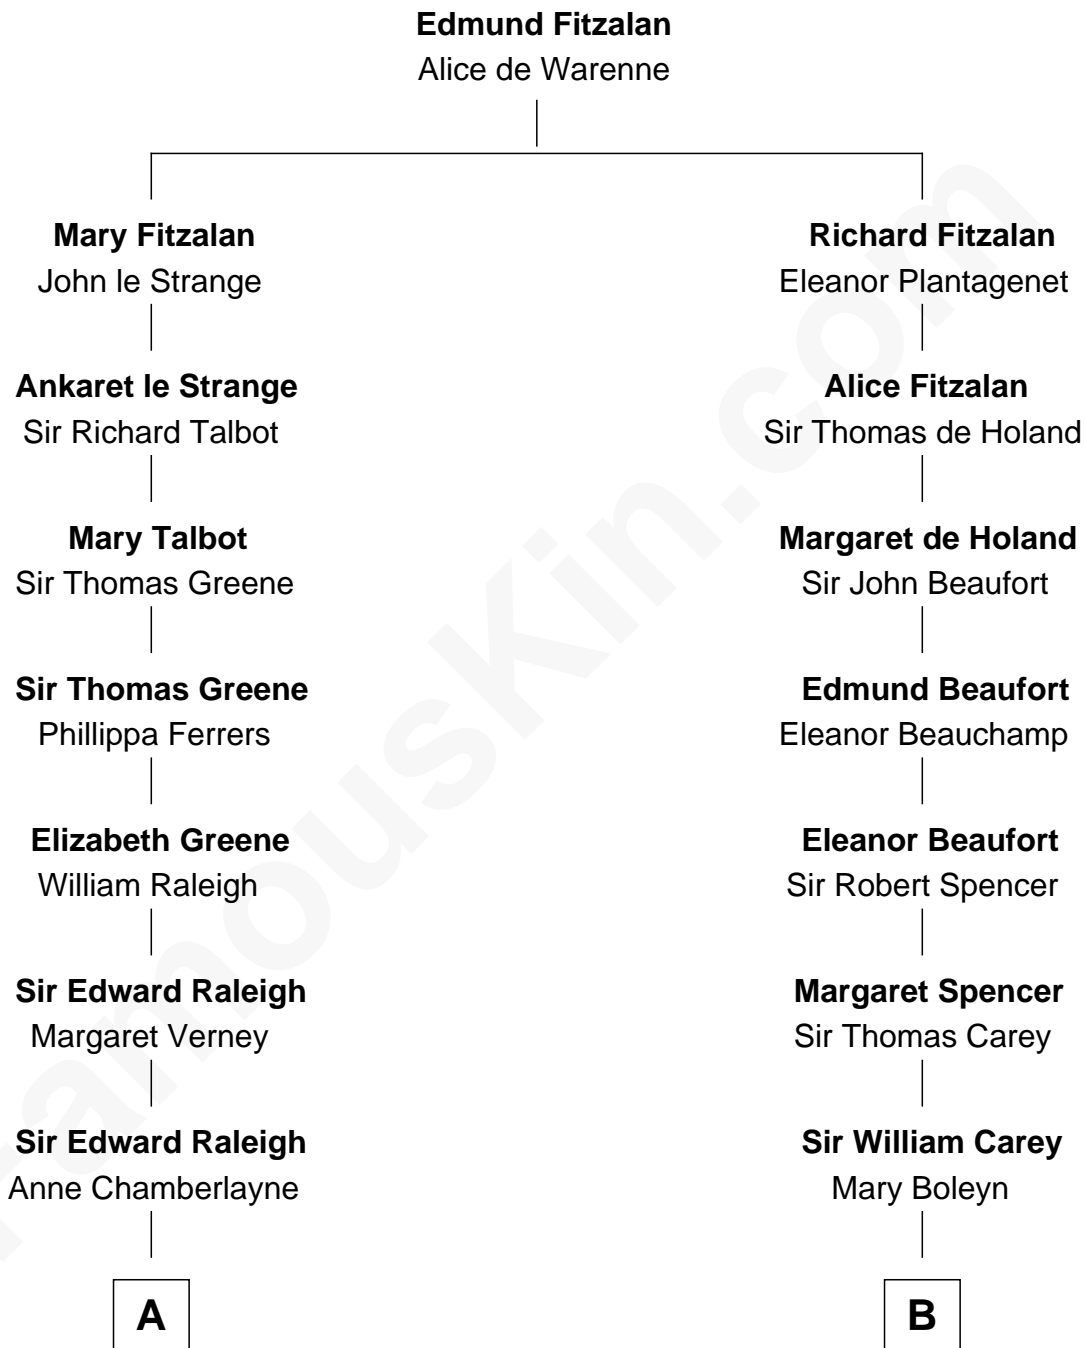 Edmund Fitzalan
Alice de Warenne
Mary Fitzalan
John le Strange
Richard Fitzalan
Eleanor Plantagenet
Ankaret le Strange
Sir Richard Talbot
Alice Fitzalan
Sir Thomas de Holand
Mary Talbot
Sir Thomas Greene
Margaret de Holand
Sir John Beaufort
Sir Thomas Greene
Phillippa Ferrers
Edmund Beaufort
Eleanor Beauchamp
Elizabeth Greene
William Raleigh
Eleanor Beaufort
Sir Robert Spencer
Sir Edward Raleigh
Margaret Verney
Margaret Spencer
Sir Thomas Carey
Sir Edward Raleigh
Anne Chamberlayne
Sir William Carey
Mary Boleyn
A
B
FamousKin.com